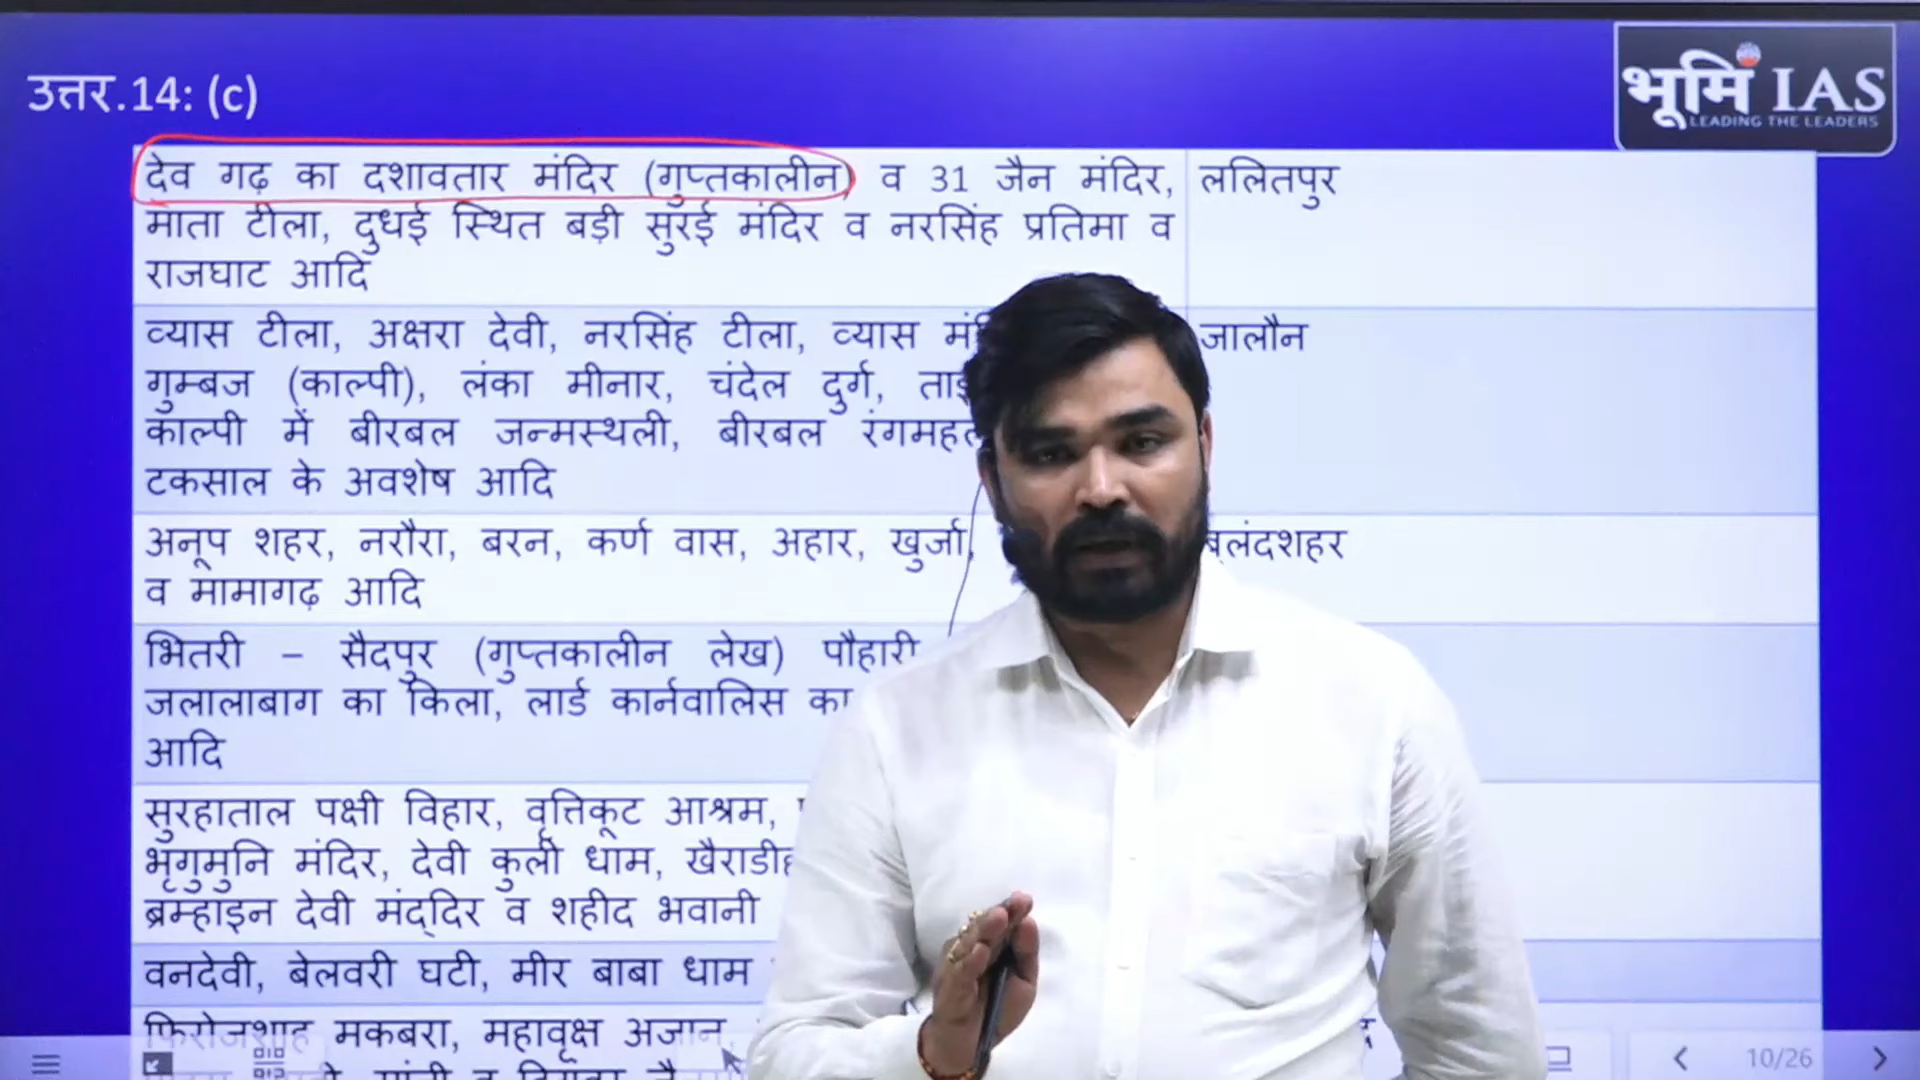 उत्तर.14: (c)
भूमि IAS
LEADING THE LEADERS
देव गढ़ का दशावतार मंदिर (गुप्तकालीन) व 31 जैन मंदिर, ललितपुर
माता टीला, दुधई स्थित बड़ी सुरई मंदिर व नरसिंह प्रतिमा व
राजघाट आदि
व्यास टीला, अक्षरा देवी, नरसिंह टीला, व्यास जालौन
गुम्बज (काल्पी), लंका मीनार, चंदेल दुर्ग,
काल्पी में बीरबल जन्मस्थली, बीरबल
टकसाल के अवशेष आदि
अनूप शहर, नरौरा, बरन, कर्ण वास, अहार, खुर्जा, बुलंदशहर
व मामागढ़ आदि
भितरी – सैदपुर (गुप्तकालीन लेख) पौहारी
जलालाबाग का किला, लार्ड कार्नवालिस का
आदि
सुरहाताल पक्षी विहार, वृत्तिकूट आश्रम,
भृगुमुनि मंदिर, देवी कुली धाम,
ब्रम्हाइन देवी मंद्दिर व शहीद भवानी
वनदेवी, बेलवरी घटी, मीर बाबा धाम
फिरोजशाह मकबरा, महावृक्ष अजान,
10/26